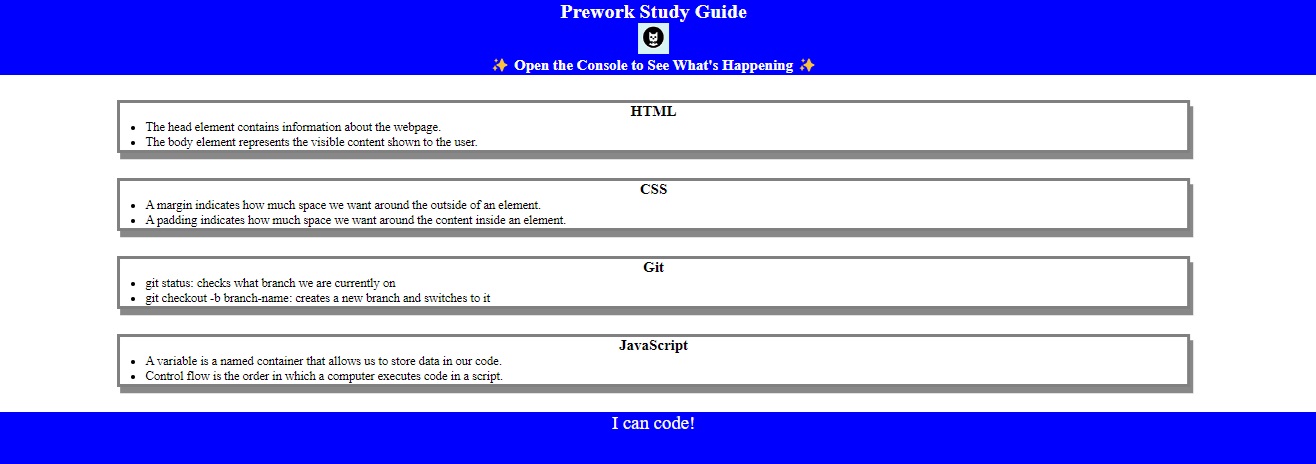 Prework Study Guide
✨ Open the Console to See What's Happening ✨
HTML
• The head element contains information about the webpage.
• The body element represents the visible content shown to the user.
CSS
• A margin indicates how much space we want around the outside of an element.
• A padding indicates how much space we want around the content inside an element.
Git
• git status: checks what branch we are currently on
• git checkout -b branch-name: creates a new branch and switches to it
JavaScript
• A variable is a named container that allows us to store data in our code.
• Control flow is the order in which a computer executes code in a script.
I can code!